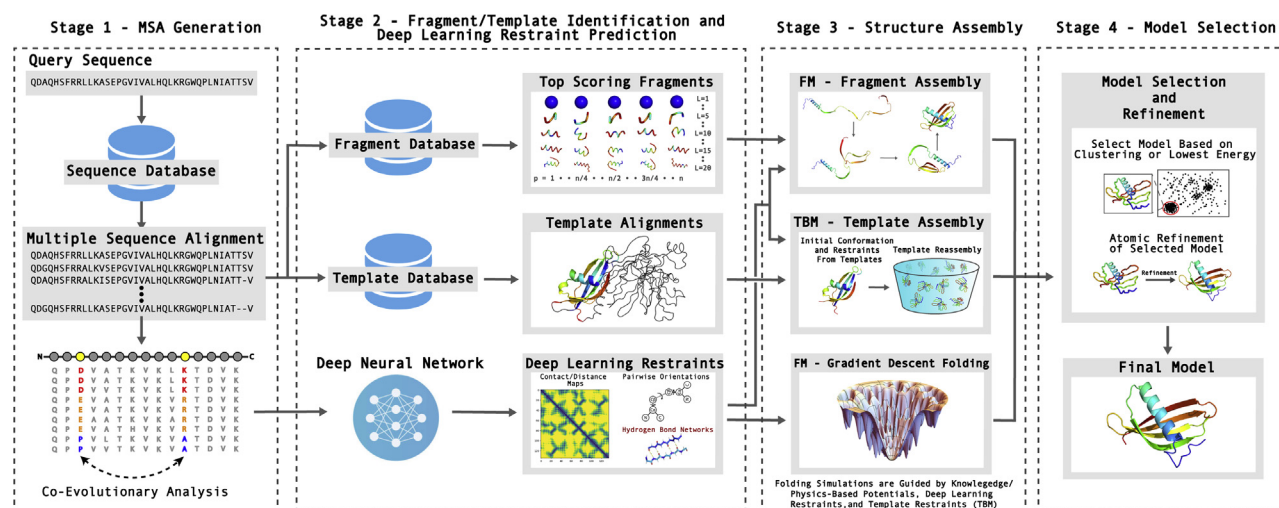 Stage 1 - MSA Generation
Query Sequence
QDAQHSFRRLLKASEPGVIVALHQLKRGWQPLNIATTSV
Sequence Database
Multiple Sequence Alignment
QDAQHSFRRLLKASEPGVIVALHQLKRGWQPLNIATTSV
QDGQHSFRRALKVSEPGVIVALHQLKRGWQPLNIATTSV
QDAQHSFRRALKISEPGVIVALHQLKRGWQPLNIATT-V
QDGQHSFRRLLKASEPGVIVALHQLKRGWQPLNIAT--V
N C
Q P D V A T K V K L K T D V K
Q P D V A T K V K L K T D V K
Q P D V V T K V K L K T D V K
Q P E V A T K V K L R T D V K
Q P E V A T K V K L R T D V K
Q P E V A T K V K A R T D V K
Q P E V A T K V K L R T D V K
Q P P V L T K V K L A T D V K
Q P P V V T K V K L A T D V K
Co-Evolutionary Analysis
Stage 2 - Fragment/Template Identification and
Deep Learning Restraint Prediction
Fragment Database
Top Scoring Fragments
L=1
L=5
L=10
L=15
L=20
p = 1 • • n/4 • • n/2 • • 3n/4 • • n
Template Database
Template Alignments
Deep Neural Network
Deep Learning Restraints
Contact/Distance
Maps
Pairwise Orientations
Hydrogen Bond Networks
Stage 3 - Structure Assembly
FM - Fragment Assembly
TBM - Template Assembly
Initial Conformation
and Restraints
From Templates
Template Reassembly
FM - Gradient Descent Folding
Folding Simulations are Guided by Knowlegedge/
Physics-Based Potentials, Deep Learning
Restraints,and Template Restraints (TBM)
Stage 4 - Model Selection
Model Selection
and
Refinement
Select Model Based on
Clustering or Lowest Energy
Atomic Refinement
of Selected Model
Refinement
Final Model